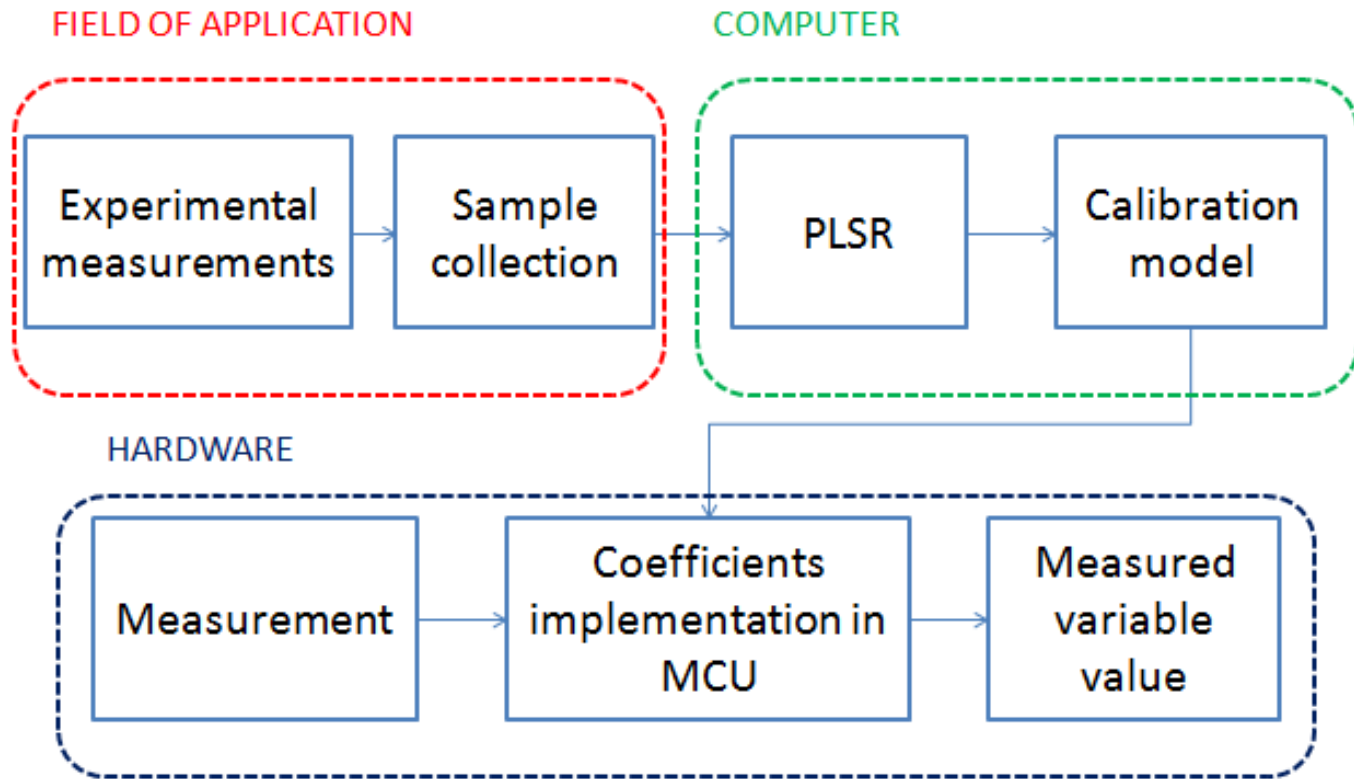 FIELD OF APPLICATION
COMPUTER
Experimental
measurements
Sample
collection
PLSR
Calibration
model
HARDWARE
Measurement
Coefficients
implementation in
MCU
Measured
variable
value